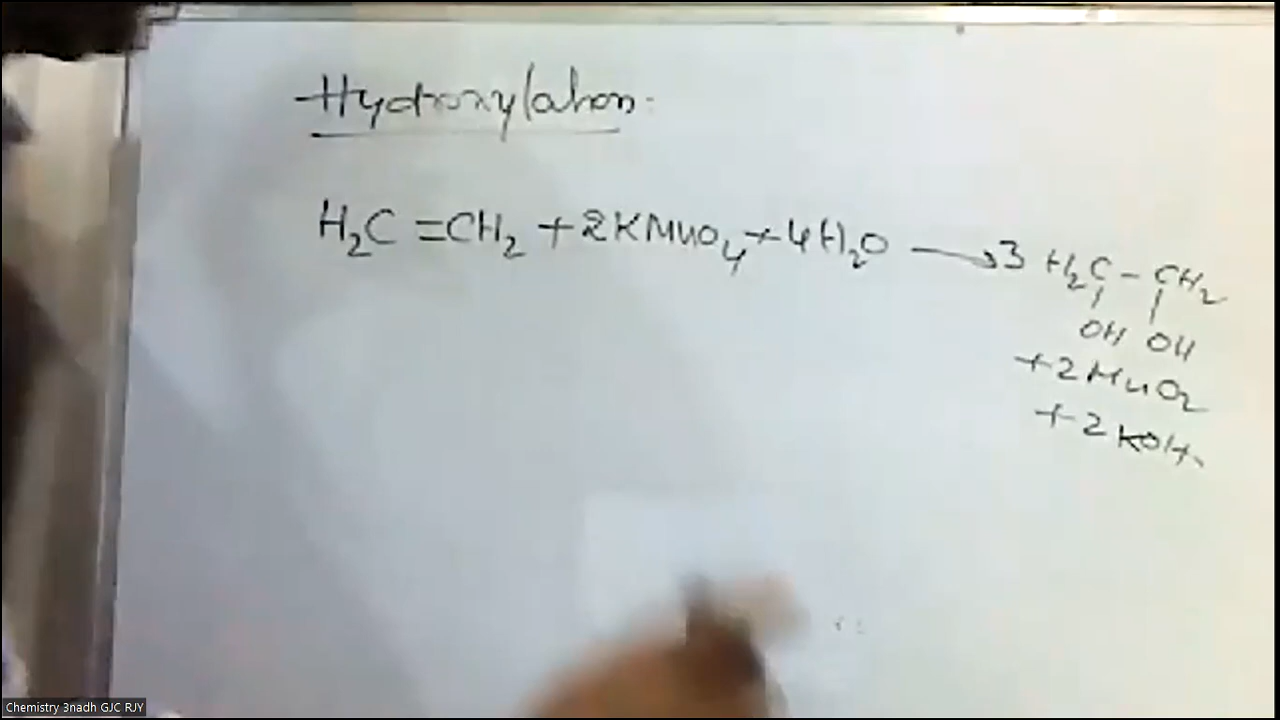 Hydroxylation.
H₂C=CH₂ + 2KMnO₄ + 4H₂O → 3 H₂C-CH₂
OH OH
+2MnO₂
+2KOH.
Chemistry 3nadh GJC RJY